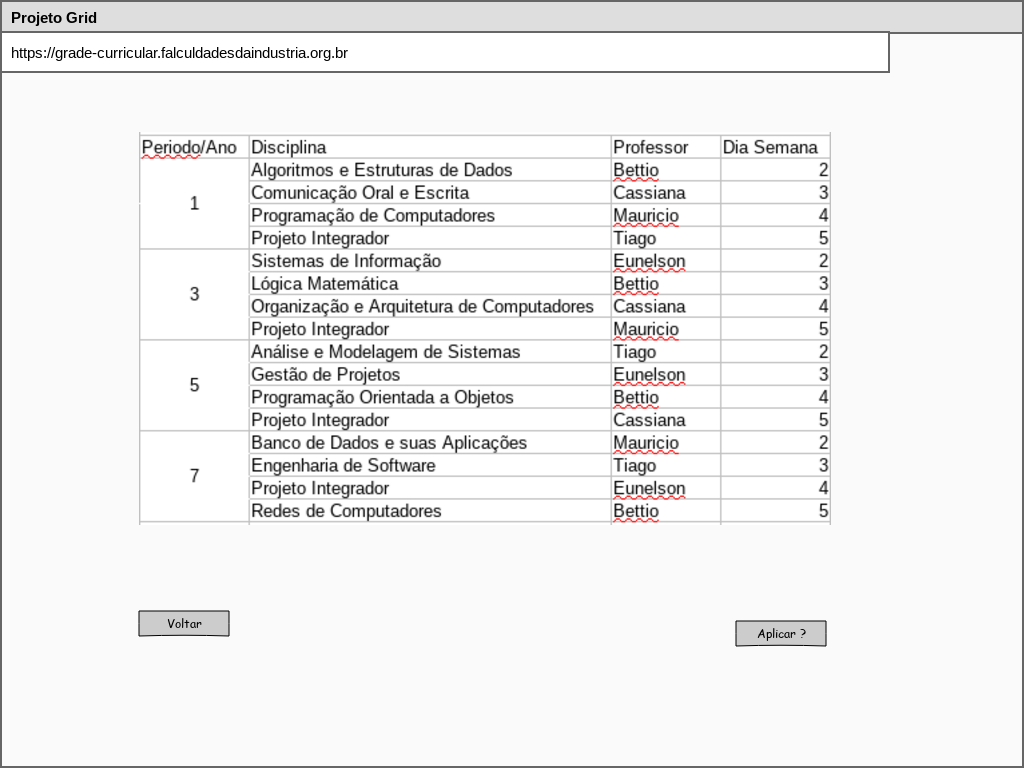 Projeto Grid
https://grade-curricular.falculdadesdaindustria.org.br
Periodo/Ano Disciplina Professor Dia Semana
Algoritmos e Estruturas de Dados Bettio 2
Comunicação Oral e Escrita Cassiana 3
1
Programação de Computadores Mauricio 4
Projeto Integrador Tiago 5
Sistemas de Informação Eunelson 2
Lógica Matemática Bettio 3
3
Organização e Arquitetura de Computadores Cassiana 4
Projeto Integrador Mauricio 5
Análise e Modelagem de Sistemas Tiago 2
Gestão de Projetos Eunelson 3
5
Programação Orientada a Objetos Bettio 4
Projeto Integrador Cassiana 5
Banco de Dados e suas Aplicações Mauricio 2
Engenharia de Software Tiago 3
7
Projeto Integrador Eunelson 4
Redes de Computadores Bettio 5
Voltar
Aplicar ?